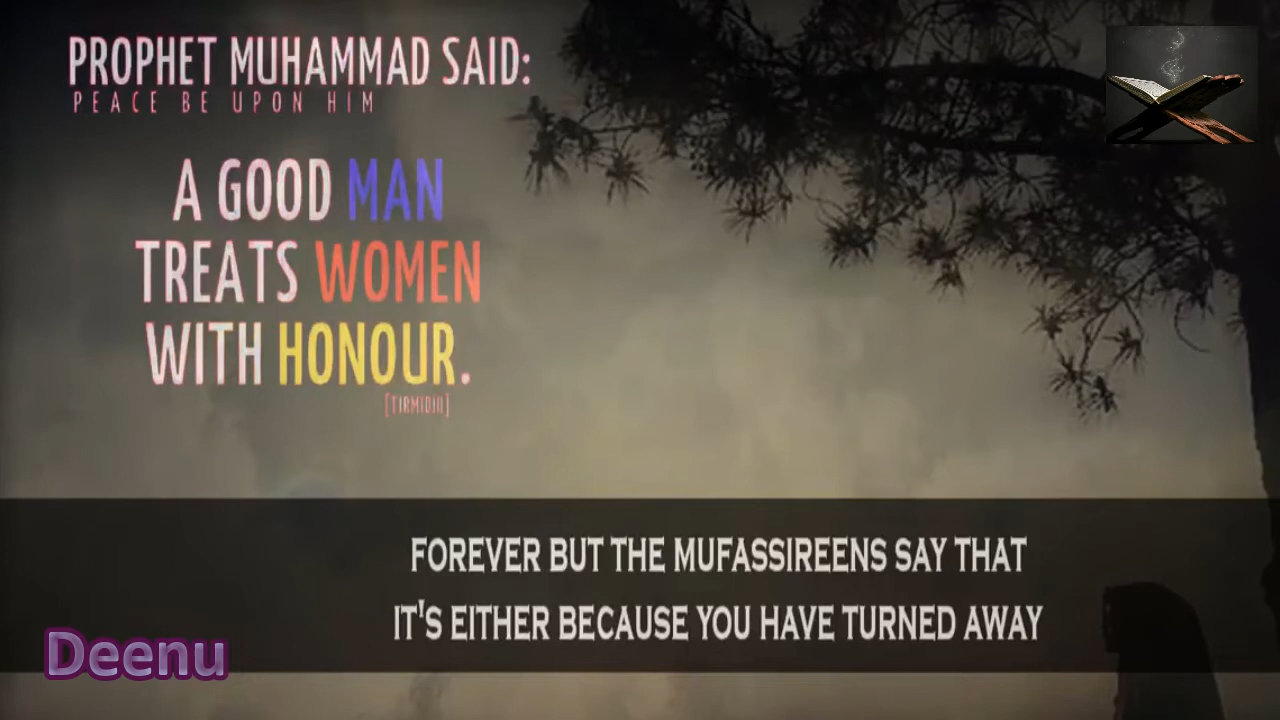 PROPHET MUHAMMAD SAID:
PEACE BE UPON HIM
A GOOD MAN
TREATS WOMEN
WITH HONOUR.
[TIRMIDHI]
FOREVER BUT THE MUFASSIREENS SAY THAT
IT'S EITHER BECAUSE YOU HAVE TURNED AWAY
Deenu